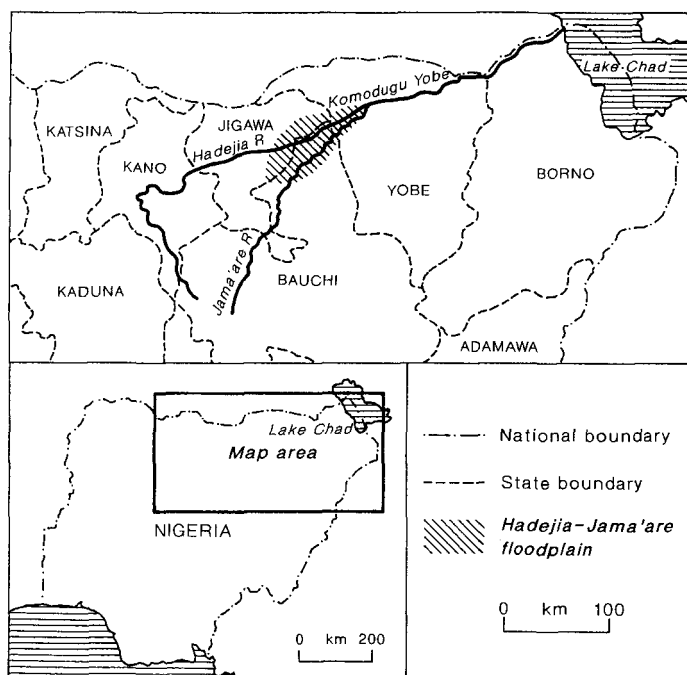 Lake Chad
Komodugu Yobe
KATSINA
JIGAWA
Hadejia R
KANO
BORNO
YOBE
Jama'are R
BAUCHI
KADUNA
ADAMAWA
Lake Chad
Map area
NIGERIA
0 km 200
National boundary
State boundary
Hadejia-Jama'are
floodplain
0 km 100